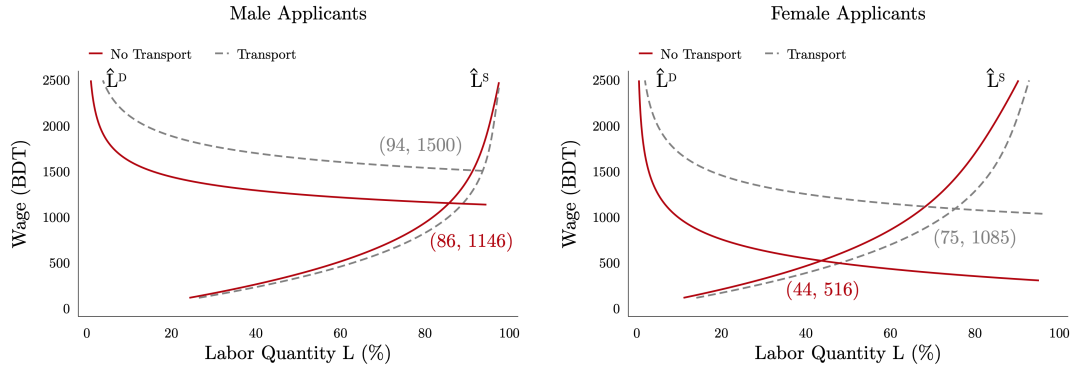 Male Applicants
No Transport
Transport
L̂ᴰ
L̂ˢ
2500
2000
1500
1000
500
0
Wage (BDT)
(94, 1500)
(86, 1146)
0 20 40 60 80 100
Labor Quantity L (%)
Female Applicants
No Transport
Transport
L̂ᴰ
L̂ˢ
2500
2000
1500
1000
500
0
Wage (BDT)
(75, 1085)
(44, 516)
0 20 40 60 80 100
Labor Quantity L (%)